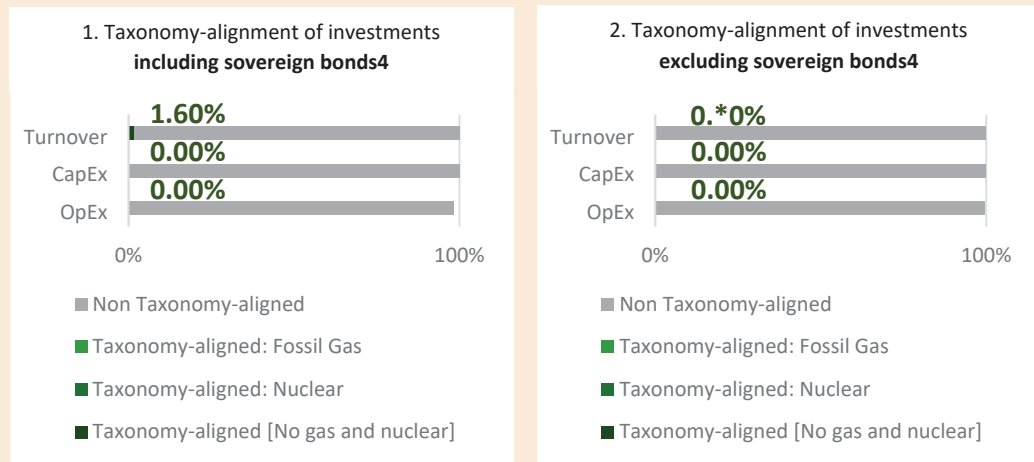 1. Taxonomy-alignment of investments
including sovereign bonds4
1.60%
Turnover
0.00%
CapEx
0.00%
OpEx
0%
100%
Non Taxonomy-aligned
Taxonomy-aligned: Fossil Gas
Taxonomy-aligned: Nuclear
Taxonomy-aligned [No gas and nuclear]
2. Taxonomy-alignment of investments
excluding sovereign bonds4
0.*0%
Turnover
0.00%
CapEx
0.00%
OpEx
0%
100%
Non Taxonomy-aligned
Taxonomy-aligned: Fossil Gas
Taxonomy-aligned: Nuclear
Taxonomy-aligned [No gas and nuclear]